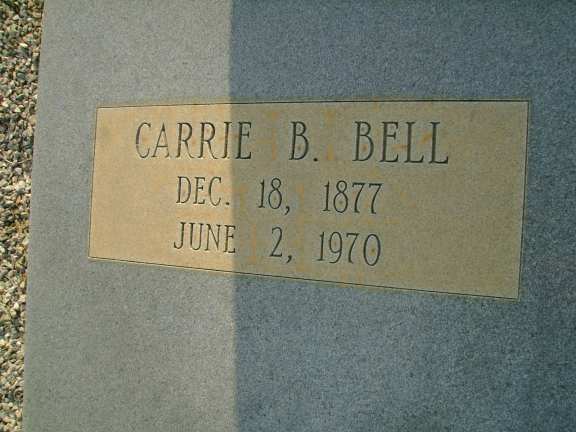 CARRIE B. BELL
DEC. 18, 1877
JUNE 2, 1970